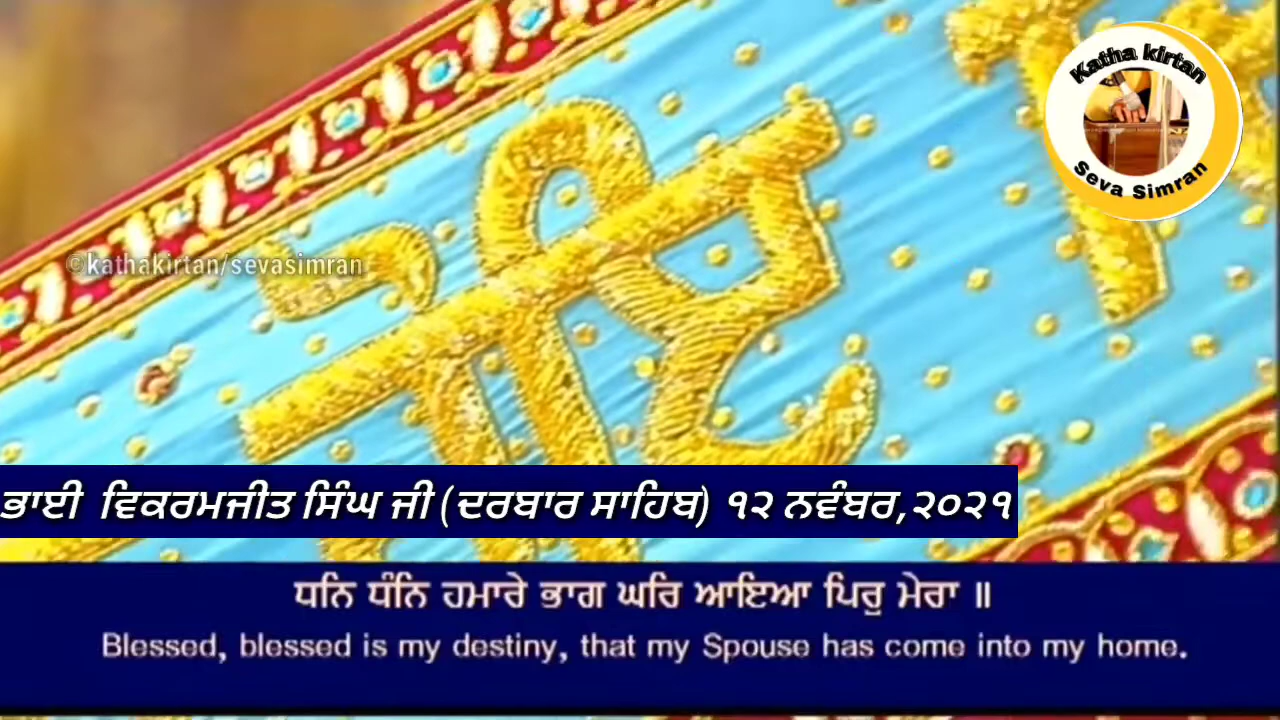 Katha kirtan
Seva Simran
©kathakirtan/sevasimran
ਭਾਈ ਵਿਕਰਮਜੀਤ ਸਿੰਘ ਜੀ (ਦਰਬਾਰ ਸਾਹਿਬ) ੧੨ ਨਵੰਬਰ,੨੦੨੧
ਧਨਿ ਧੰਨਿ ਹਮਾਰੇ ਭਾਗ ਘਰਿ ਆਇਆ ਪਿਰੁ ਮੇਰਾ ॥
Blessed, blessed is my destiny, that my Spouse has come into my home.